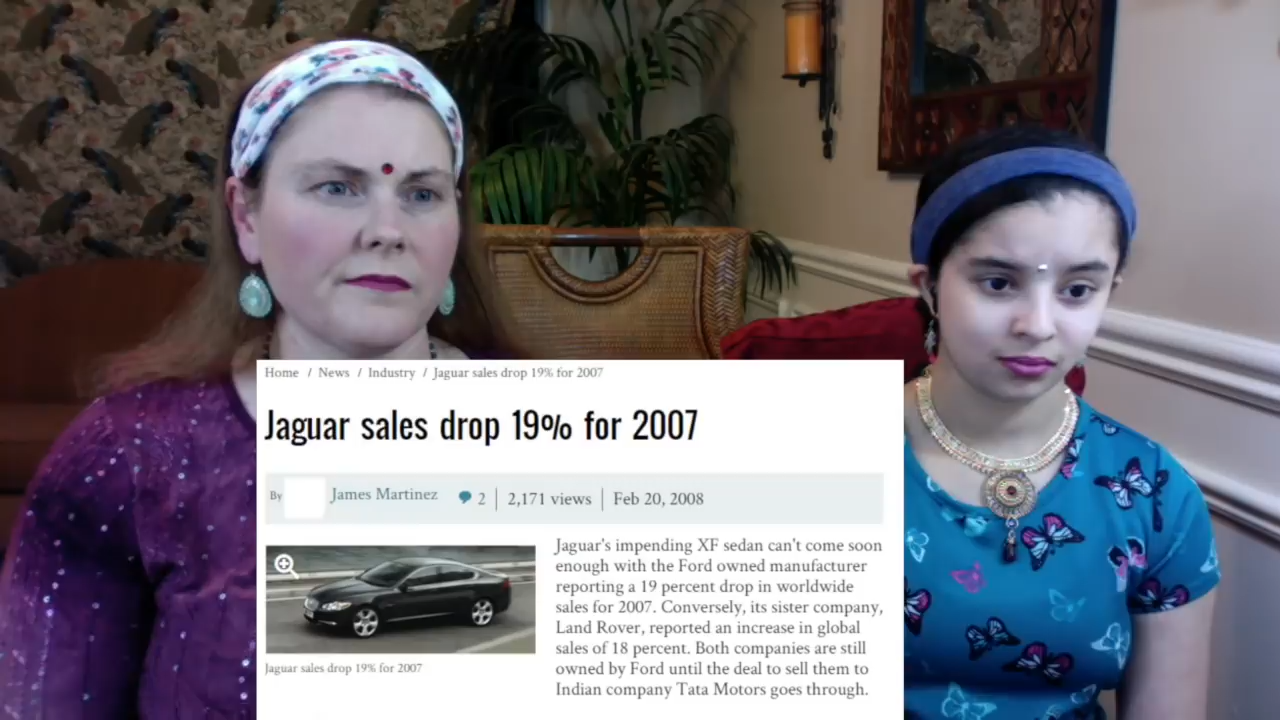 Home / News / Industry / Jaguar sales drop 19% for 2007
Jaguar sales drop 19% for 2007
By James Martinez 2 | 2,171 views | Feb 20, 2008
Jaguar's impending XF sedan can't come soon
enough with the Ford owned manufacturer
reporting a 19 percent drop in worldwide
sales for 2007. Conversely, its sister company,
Land Rover, reported an increase in global
sales of 18 percent. Both companies are still
owned by Ford until the deal to sell them to
Indian company Tata Motors goes through.
Jaguar sales drop 19% for 2007